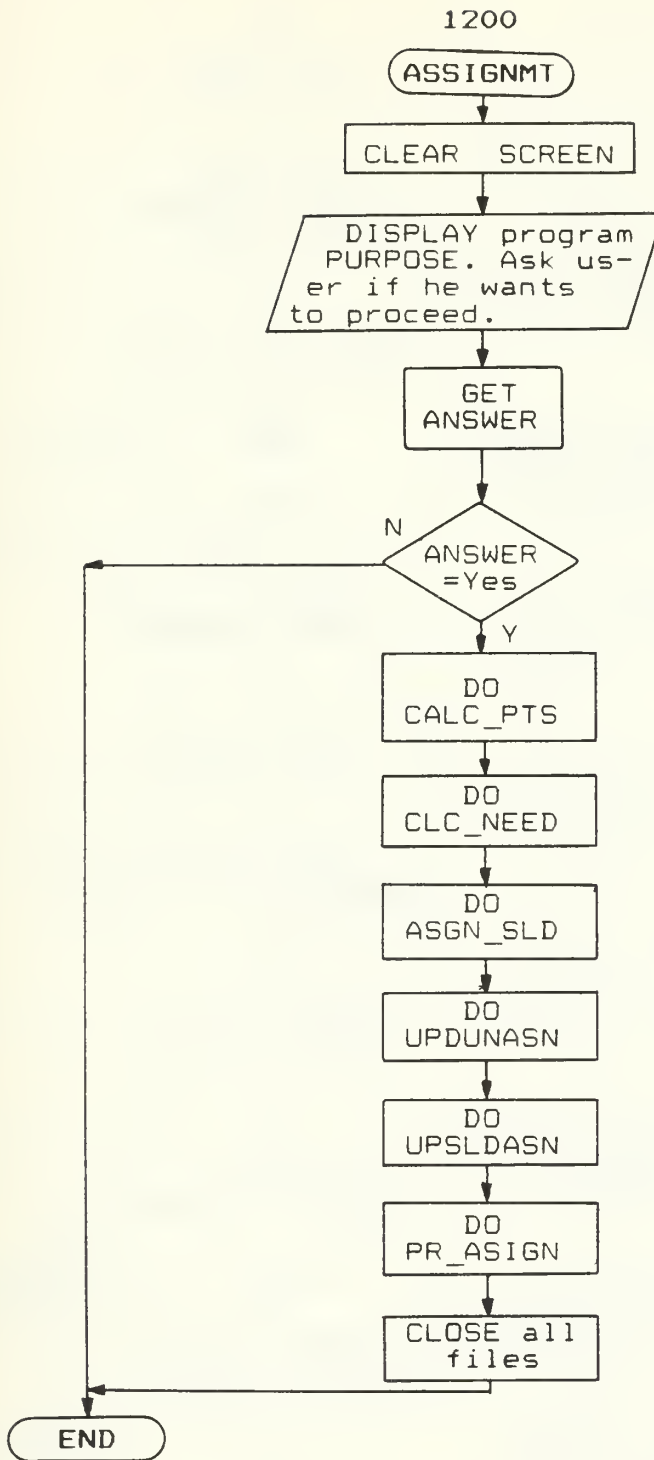 1200
ASSIGNMT
CLEAR SCREEN
DISPLAY program
PURPOSE. Ask us-
er if he wants
to proceed.
GET
ANSWER
N
ANSWER
=Yes
Y
DO
CALC_PTS
DO
CLC_NEED
DO
ASGN_SLD
DO
UPDUNASN
DO
UPSLDASN
DO
PR_ASIGN
CLOSE all
files
END